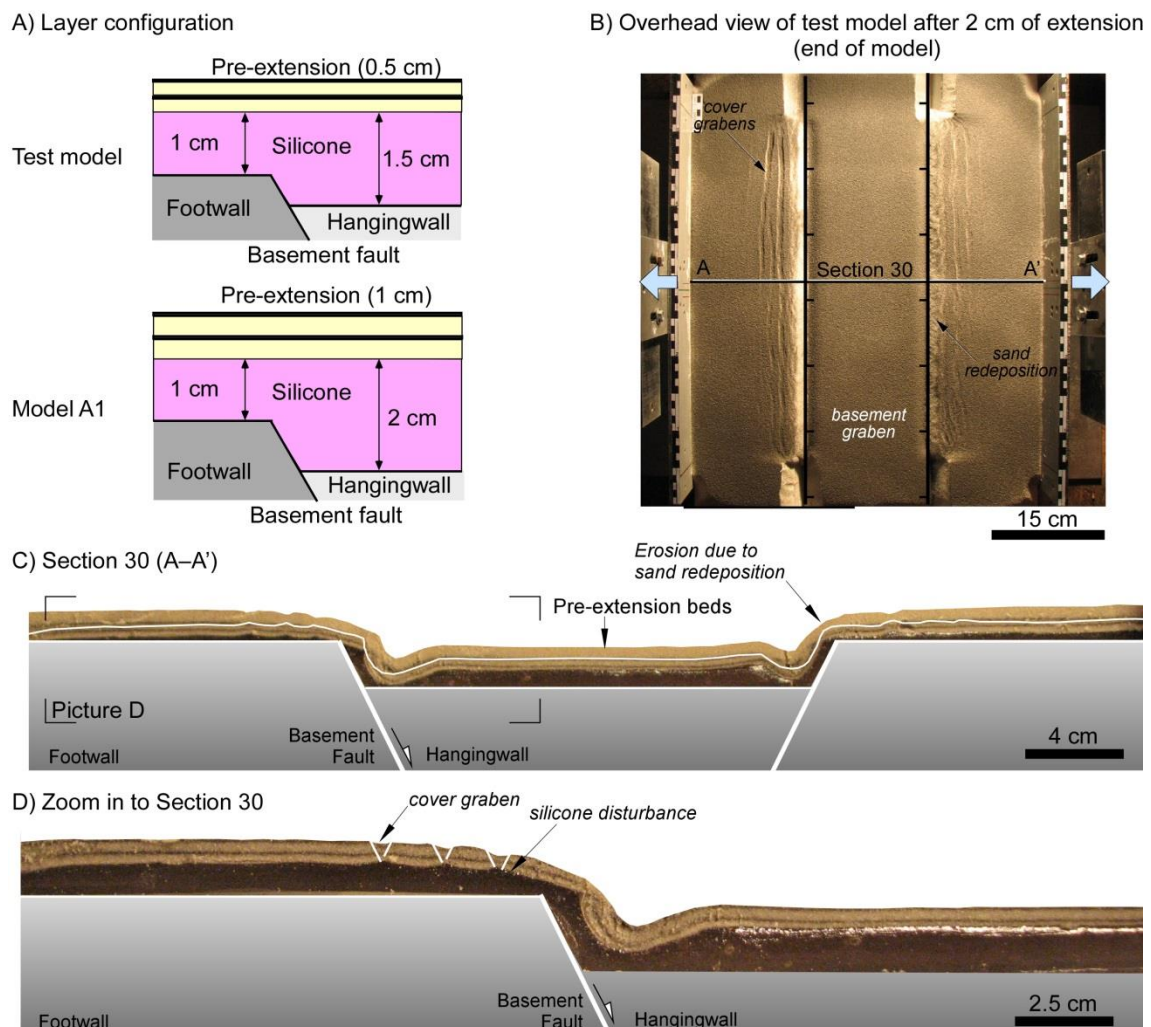 A) Layer configuration
Pre-extension (0.5 cm)
Test model
1 cm
Silicone
1.5 cm
Footwall
Hangingwall
Basement fault
Pre-extension (1 cm)
Model A1
1 cm
Silicone
2 cm
Footwall
Hangingwall
Basement fault
B) Overhead view of test model after 2 cm of extension
(end of model)
cover
grabens
A
Section 30
A'
sand
redeposition
basement
graben
15 cm
C) Section 30 (A–A')
Erosion due to
sand redeposition
Pre-extension beds
Picture D
Footwall
Basement
Fault
Hangingwall
4 cm
D) Zoom in to Section 30
cover graben
silicone disturbance
Footwall
Basement
Fault
Hangingwall
2.5 cm